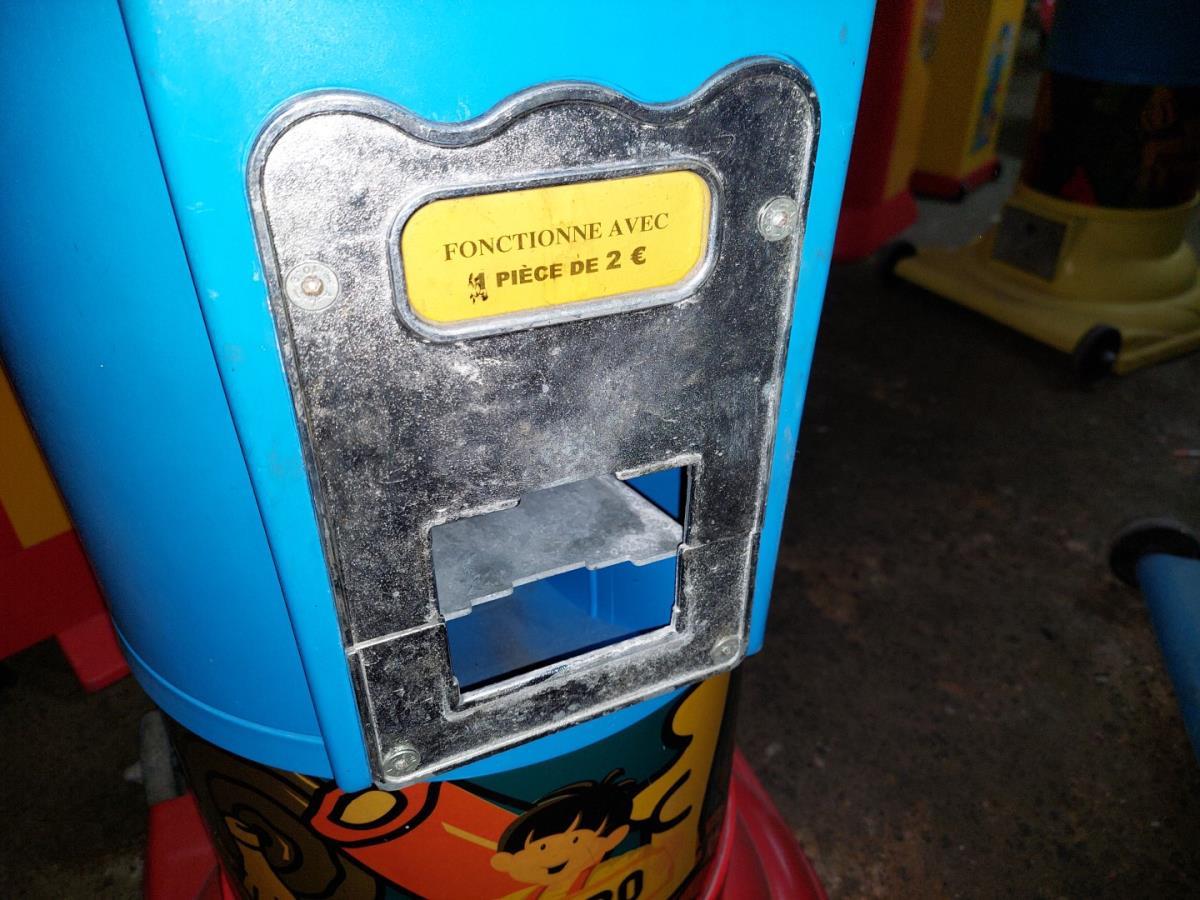 FONCTIONNE AVEC
1 PIÈCE DE 2 €